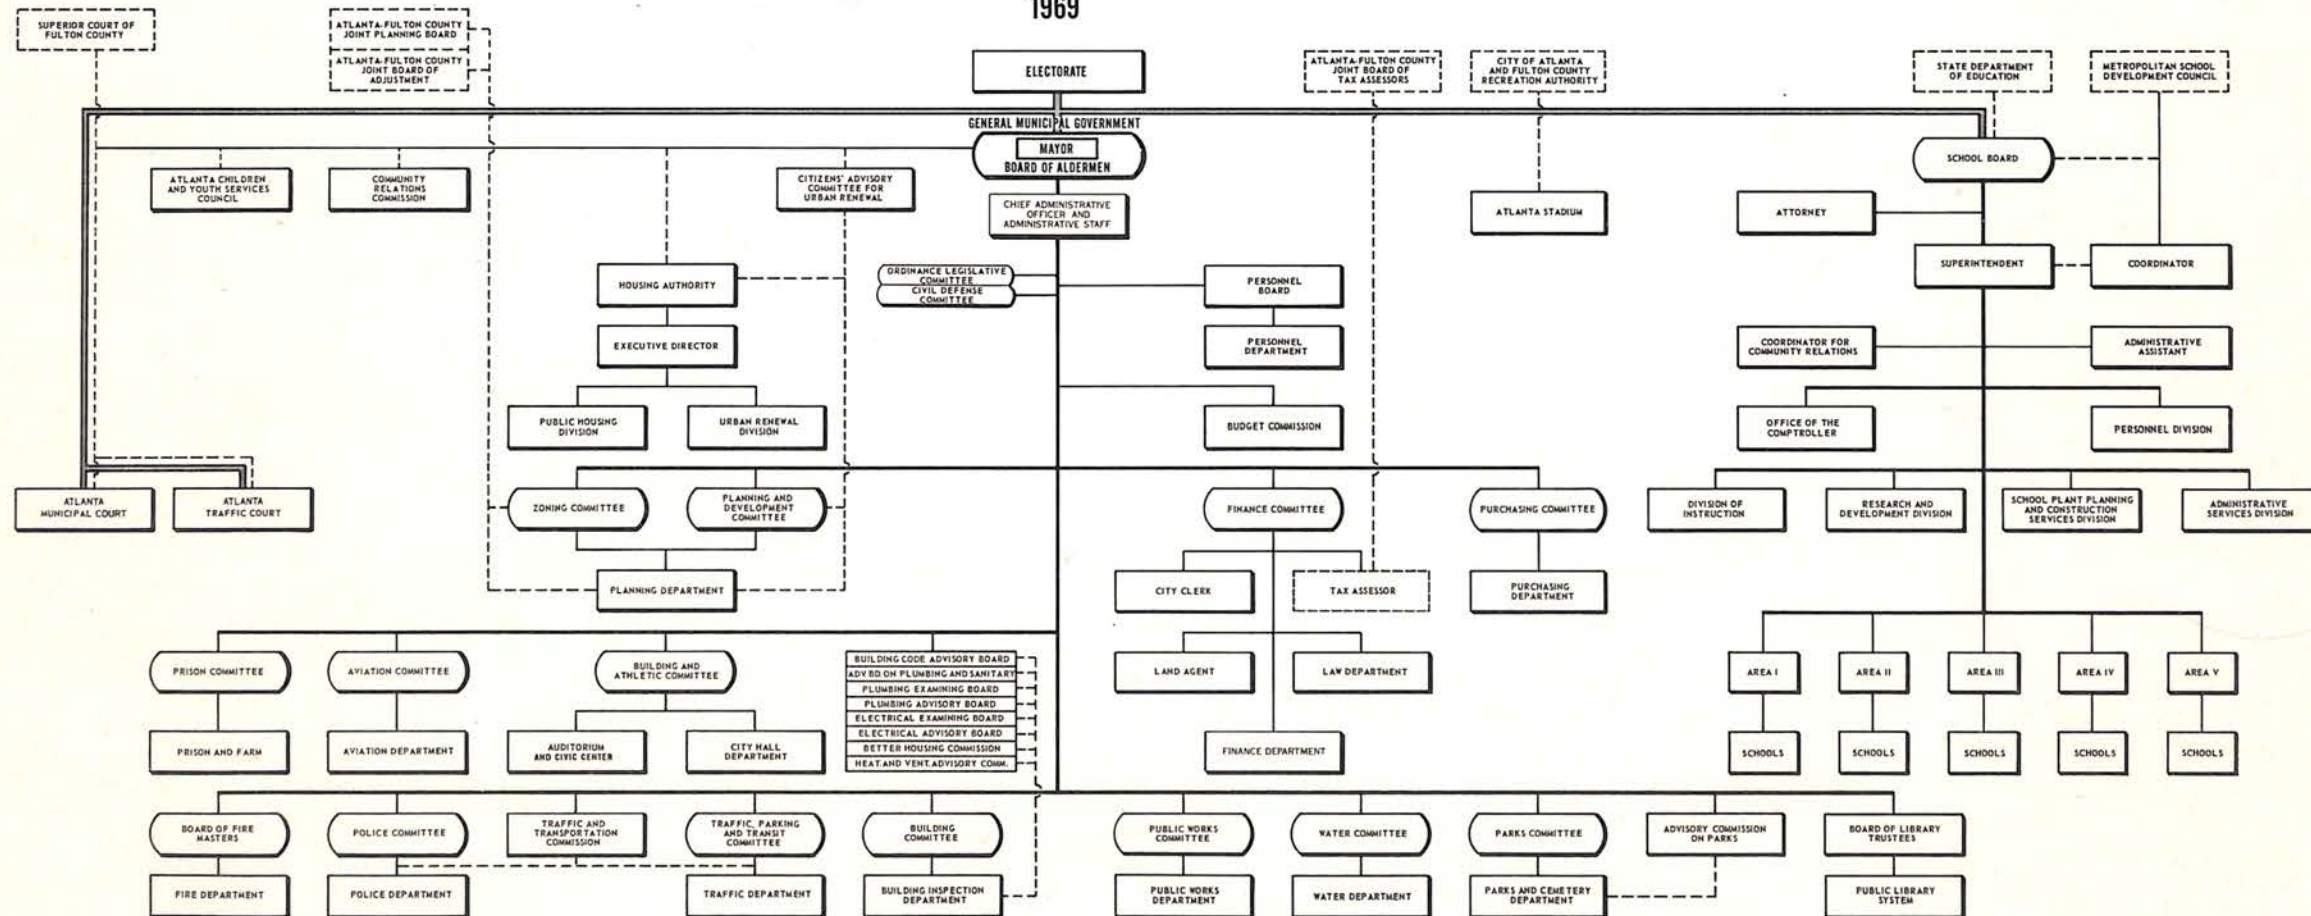 1969
SUPERIOR COURT OF
FULTON COUNTY
ATLANTA-FULTON COUNTY
JOINT PLANNING BOARD
ATLANTA-FULTON COUNTY
JOINT BOARD OF
ADJUSTMENT
ELECTORATE
ATLANTA-FULTON COUNTY
JOINT BOARD OF
TAX ASSESSORS
CITY OF ATLANTA
AND FULTON COUNTY
RECREATION AUTHORITY
STATE DEPARTMENT
OF EDUCATION
METROPOLITAN SCHOOL
DEVELOPMENT COUNCIL
GENERAL MUNICIPAL GOVERNMENT
MAYOR
BOARD OF ALDERMEN
SCHOOL BOARD
ATLANTA CHILDREN
AND YOUTH SERVICES
COUNCIL
COMMUNITY
RELATIONS
COMMISSION
CITIZENS' ADVISORY
COMMITTEE FOR
URBAN RENEWAL
CHIEF ADMINISTRATIVE
OFFICER AND
ADMINISTRATIVE STAFF
ATLANTA STADIUM
ATTORNEY
HOUSING AUTHORITY
ORDINANCE LEGISLATIVE
COMMITTEE
CIVIL DEFENSE
COMMITTEE
PERSONNEL
BOARD
SUPERINTENDENT
COORDINATOR
EXECUTIVE DIRECTOR
PERSONNEL
DEPARTMENT
COORDINATOR FOR
COMMUNITY RELATIONS
ADMINISTRATIVE
ASSISTANT
PUBLIC HOUSING
DIVISION
URBAN RENEWAL
DIVISION
BUDGET COMMISSION
OFFICE OF THE
COMPTROLLER
PERSONNEL DIVISION
ATLANTA
MUNICIPAL COURT
ATLANTA
TRAFFIC COURT
ZONING COMMITTEE
PLANNING AND
DEVELOPMENT
COMMITTEE
FINANCE COMMITTEE
PURCHASING COMMITTEE
DIVISION OF
INSTRUCTION
RESEARCH AND
DEVELOPMENT DIVISION
SCHOOL PLANT PLANNING
AND CONSTRUCTION
SERVICES DIVISION
ADMINISTRATIVE
SERVICES DIVISION
PLANNING DEPARTMENT
CITY CLERK
TAX ASSESSOR
PURCHASING
DEPARTMENT
PRISON COMMITTEE
AVIATION COMMITTEE
BUILDING AND
ATHLETIC COMMITTEE
BUILDING CODE ADVISORY BOARD
ADV BD. ON PLUMBING AND SANITARY
PLUMBING EXAMINING BOARD
PLUMBING ADVISORY BOARD
ELECTRICAL EXAMINING BOARD
ELECTRICAL ADVISORY BOARD
BETTER HOUSING COMMISSION
HEAT. AND VENT. ADVISORY COMM.
LAND AGENT
LAW DEPARTMENT
AREA I
AREA II
AREA III
AREA IV
AREA V
PRISON AND FARM
AVIATION DEPARTMENT
AUDITORIUM
AND CIVIC CENTER
CITY HALL
DEPARTMENT
FINANCE DEPARTMENT
SCHOOLS
SCHOOLS
SCHOOLS
SCHOOLS
SCHOOLS
BOARD OF FIRE
MASTERS
POLICE COMMITTEE
TRAFFIC AND
TRANSPORTATION
COMMISSION
TRAFFIC, PARKING
AND TRANSIT
COMMITTEE
BUILDING
COMMITTEE
PUBLIC WORKS
COMMITTEE
WATER COMMITTEE
PARKS COMMITTEE
ADVISORY COMMISSION
ON PARKS
BOARD OF LIBRARY
TRUSTEES
FIRE DEPARTMENT
POLICE DEPARTMENT
TRAFFIC DEPARTMENT
BUILDING INSPECTION
DEPARTMENT
PUBLIC WORKS
DEPARTMENT
WATER DEPARTMENT
PARKS AND CEMETERY
DEPARTMENT
PUBLIC LIBRARY
SYSTEM